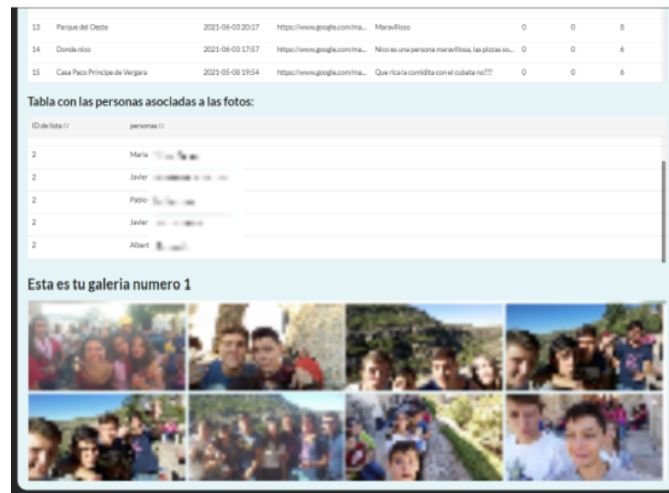 13 Parque del Oeste 2021-06-03 20:17 https://www.google.com/ma... Maravilloso 0 0 8
14 Donde nico 2021-06-03 17:57 https://www.google.com/ma... Nico es una persona maravillosa, las pizzas so... 0 0 6
15 Casa Paco Príncipe de Vergara 2021-05-08 19:54 https://www.google.com/ma... Que rica la comidita con el cubata no??? 0 0 6
Tabla con las personas asociadas a las fotos:
ID de lista personas
2 Maria
2 Javier
2 Pablo
2 Javier
2 Albert
Esta es tu galeria numero 1